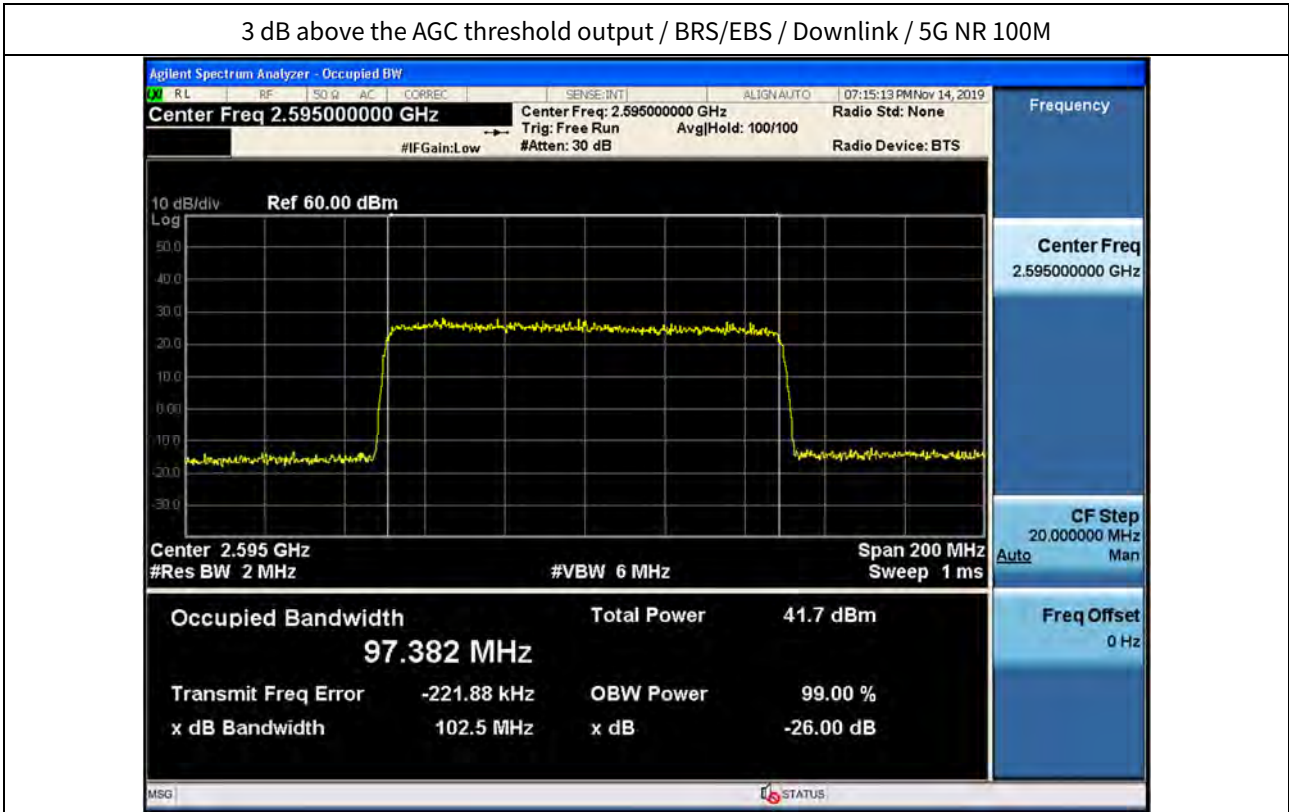 3 dB above the AGC threshold output / BRS/EBS / Downlink / 5G NR 100M
Agilent Spectrum Analyzer - Occupied BW
LXI RL RF 50 Ω AC CORREC SENSE:INT ALIGNAUTO 07:15:13 PMNov 14, 2019
Center Freq 2.595000000 GHz Center Freq: 2.595000000 GHz Radio Std: None Frequency
Trig: Free Run Avg|Hold: 100/100
#IFGain:Low #Atten: 30 dB Radio Device: BTS
10 dB/div Ref 60.00 dBm
Log
50.0
Center Freq
2.595000000 GHz
40.0
30.0
20.0
10.0
0.00
-10.0
-20.0
-30.0
CF Step
20.000000 MHz
Auto Man
Center 2.595 GHz Span 200 MHz
#Res BW 2 MHz #VBW 6 MHz Sweep 1 ms
Occupied Bandwidth Total Power 41.7 dBm
97.382 MHz
Freq Offset
0 Hz
Transmit Freq Error -221.88 kHz OBW Power 99.00 %
x dB Bandwidth 102.5 MHz x dB -26.00 dB
MSG STATUS